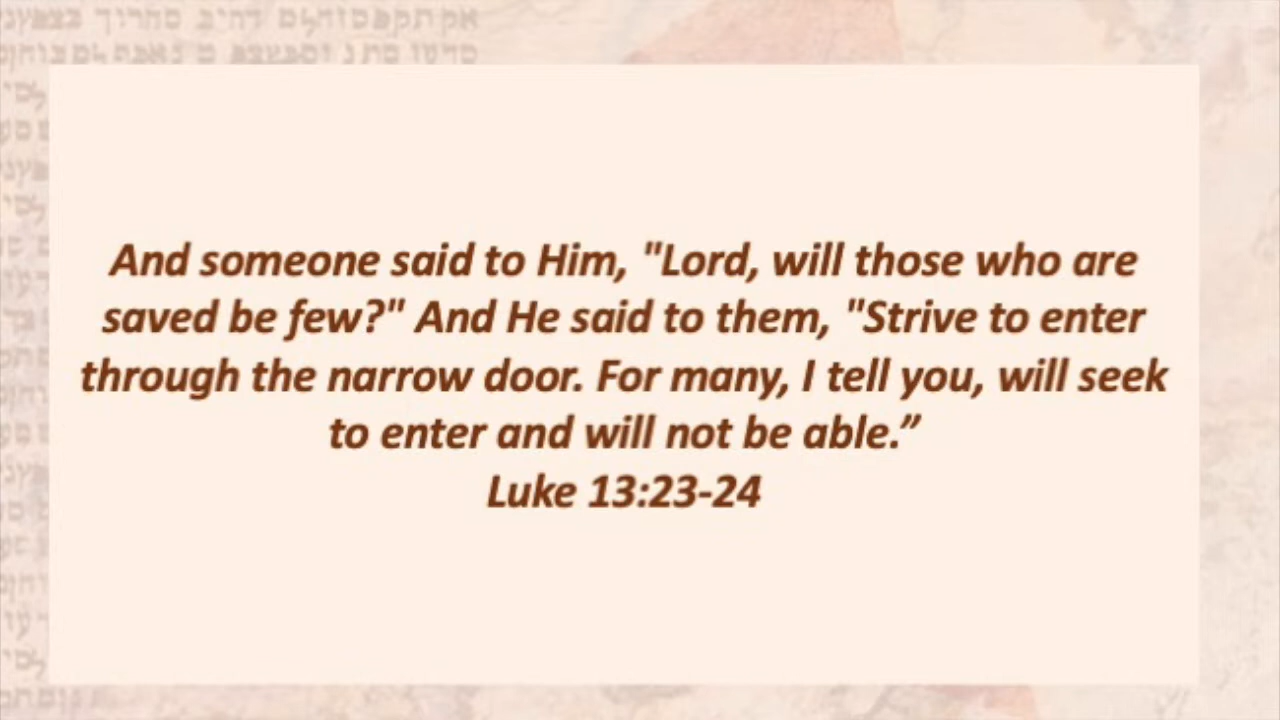 And someone said to Him, "Lord, will those who are
saved be few?" And He said to them, "Strive to enter
through the narrow door. For many, I tell you, will seek
to enter and will not be able.”
Luke 13:23-24